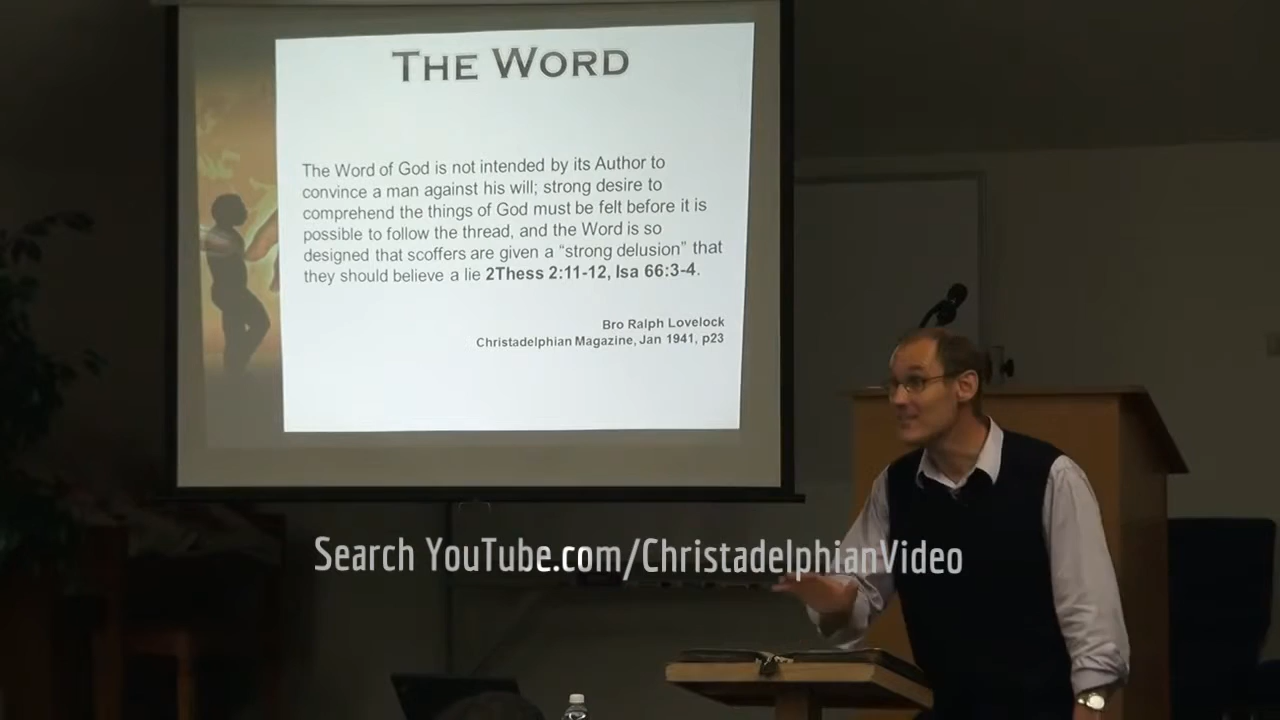 THE WORD
The Word of God is not intended by its Author to
convince a man against his will; strong desire to
comprehend the things of God must be felt before it is
possible to follow the thread, and the Word is so
designed that scoffers are given a “strong delusion” that
they should believe a lie 2Thess 2:11-12, Isa 66:3-4.
Bro Ralph Lovelock
Christadelphian Magazine, Jan 1941, p23
Search YouTube.com/ChristadelphianVideo